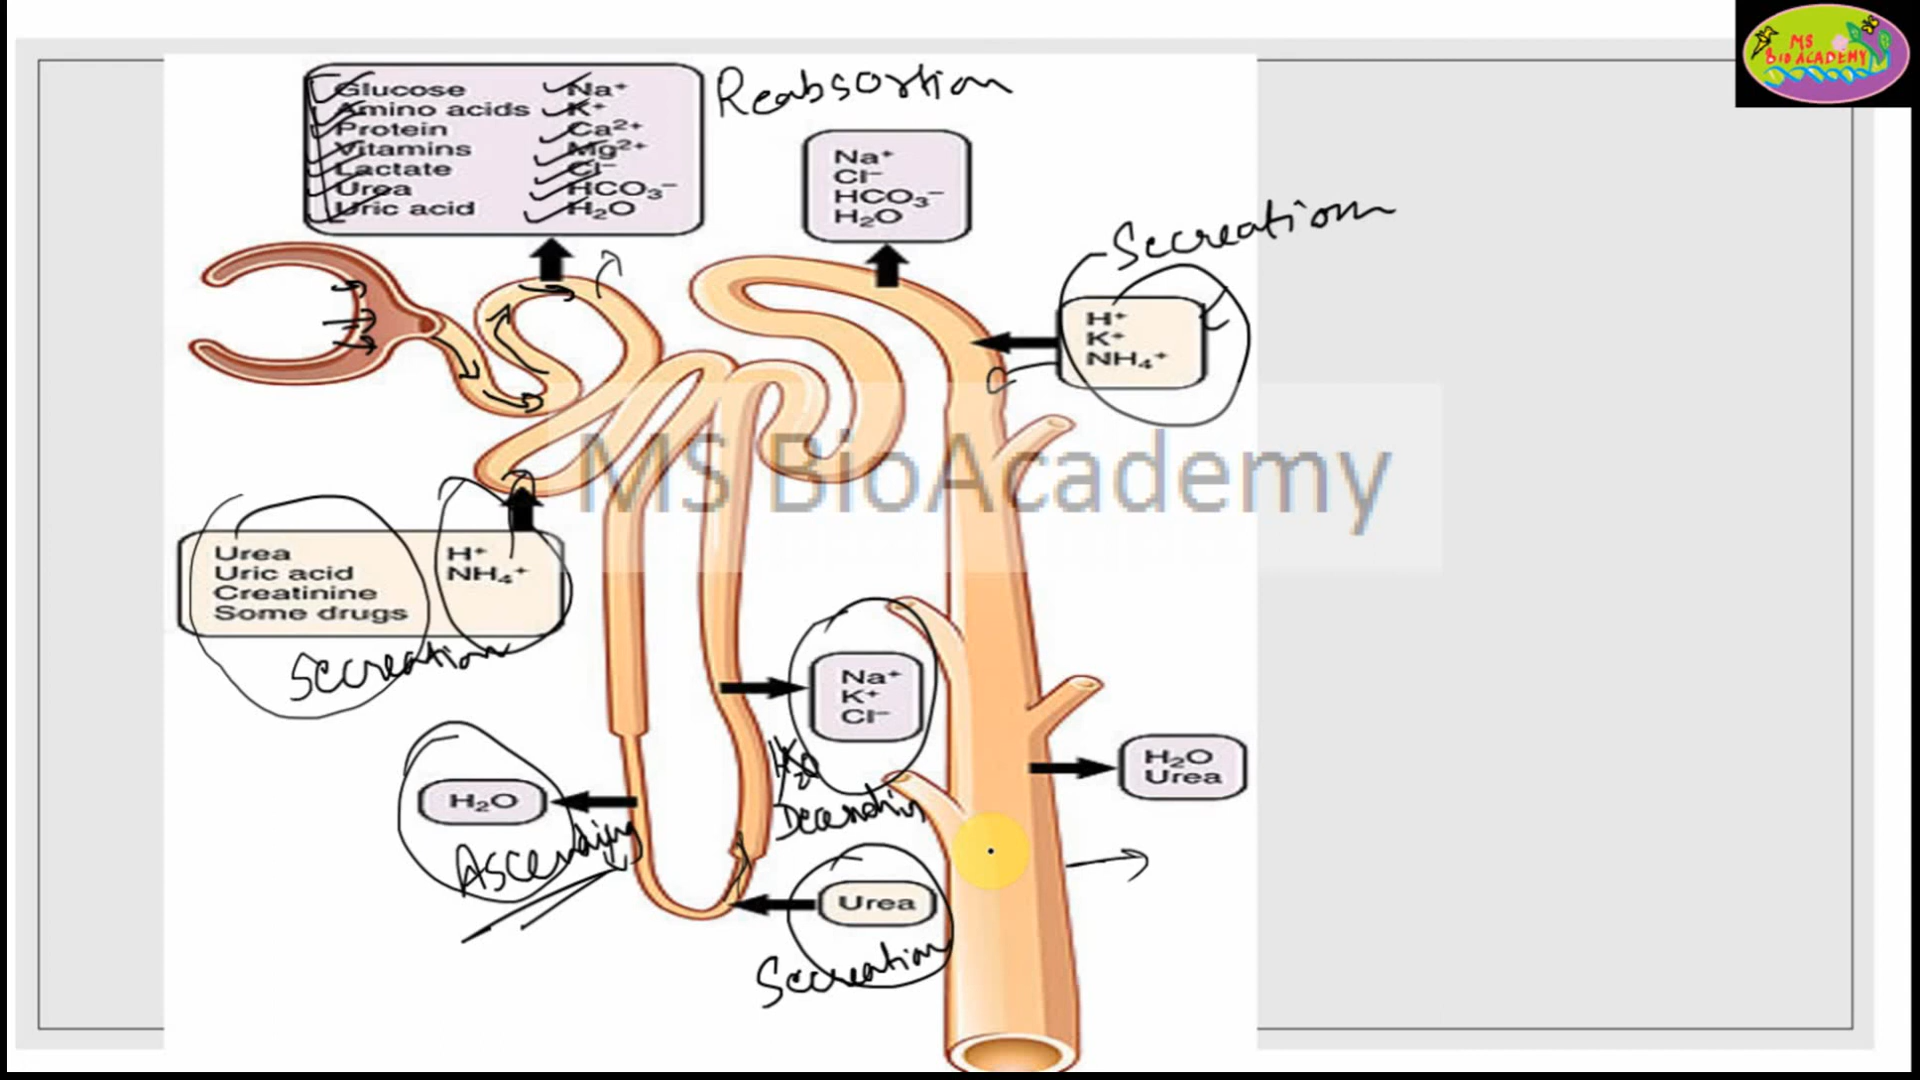 MS
BIO ACADEMY
Reabsortion
Glucose Na⁺
Amino acids K⁺
Protein Ca²⁺
Vitamins Mg²⁺
Lactate Cl⁻
Urea HCO₃⁻
Uric acid H₂O
Na⁺
Cl⁻
HCO₃⁻
H₂O
Secreation
H⁺
K⁺
NH₄⁺
MS BioAcademy
Urea H⁺
Uric acid NH₄⁺
Creatinine
Some drugs
Secreation
Na⁺
K⁺
Cl⁻
H₂O
Urea
H₂O
Ascending
Urea
Secreation